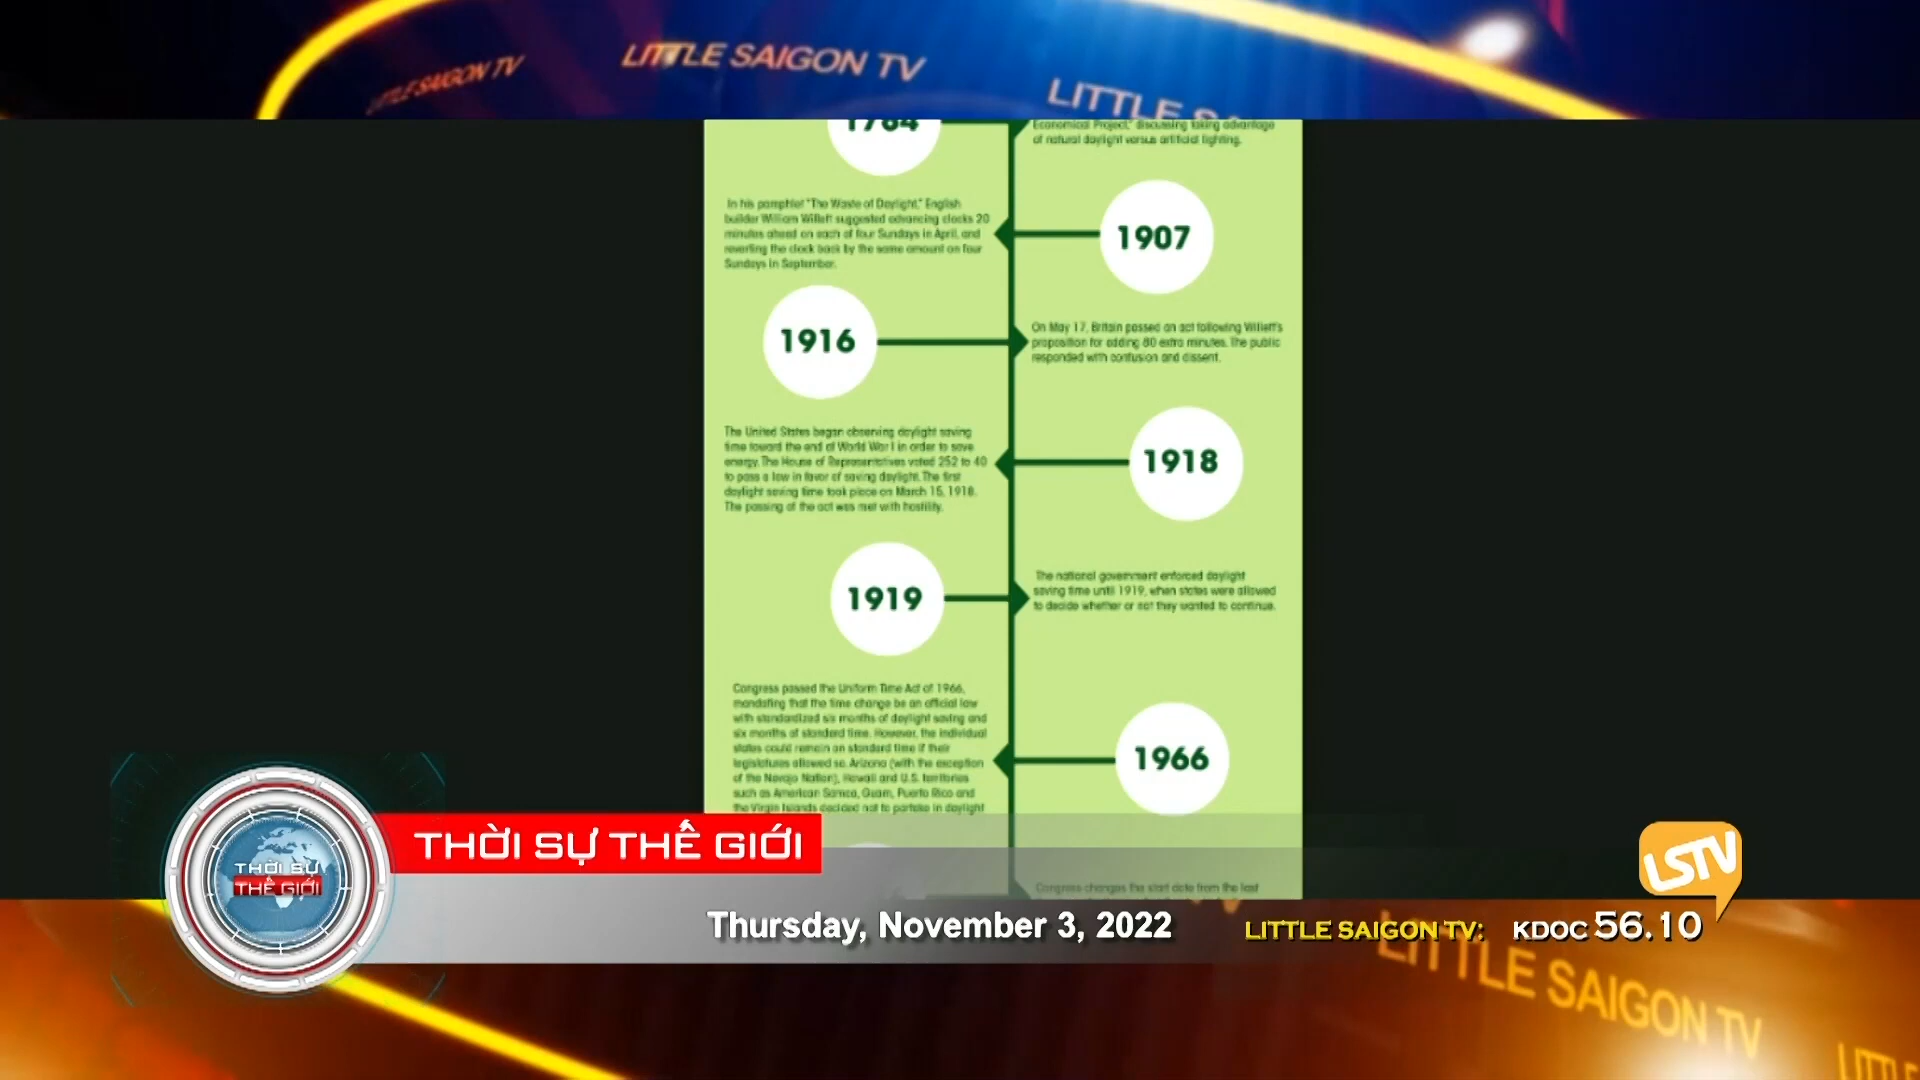 LITTLE SAIGON TV
LITTLE SAIGON TV
LITTLE S
1784
Economical Project," discussing taking advantage
of natural daylight versus artificial lighting.
In his pamphlet "The Waste of Daylight," English
builder William Willett suggested advancing clocks 20
minutes ahead on each of four Sundays in April, and
reverting the clock back by the same amount on four
Sundays in September.
1907
1916
On May 17, Britain passed an act following Willett's
proposition for adding 80 extra minutes. The public
responded with confusion and dissent.
The United States began observing daylight saving
time toward the end of World War I in order to save
energy. The House of Representatives voted 252 to 40
to pass a law in favor of saving daylight. The first
daylight saving time took place on March 15, 1918.
The passing of the act was met with hostility.
1918
1919
The national government enforced daylight
saving time until 1919, when states were allowed
to decide whether or not they wanted to continue.
Congress passed the Uniform Time Act of 1966,
mandating that the time change be an official law
with standardized six months of daylight saving and
six months of standard time. However, the individual
states could remain on standard time if their
legislatures allowed so. Arizona (with the exception
of the Navajo Nation), Hawaii and U.S. territories
such as American Samoa, Guam, Puerto Rico and
the Virgin Islands decided not to partake in daylight
1966
Congress changes the start date from the last
THỜI SỰ THẾ GIỚI
THỜI SỰ
THẾ GIỚI
LSTV
Thursday, November 3, 2022
LITTLE SAIGON TV: KDOC 56.10
TV
LITTLE SAIGON TV
LITTLE